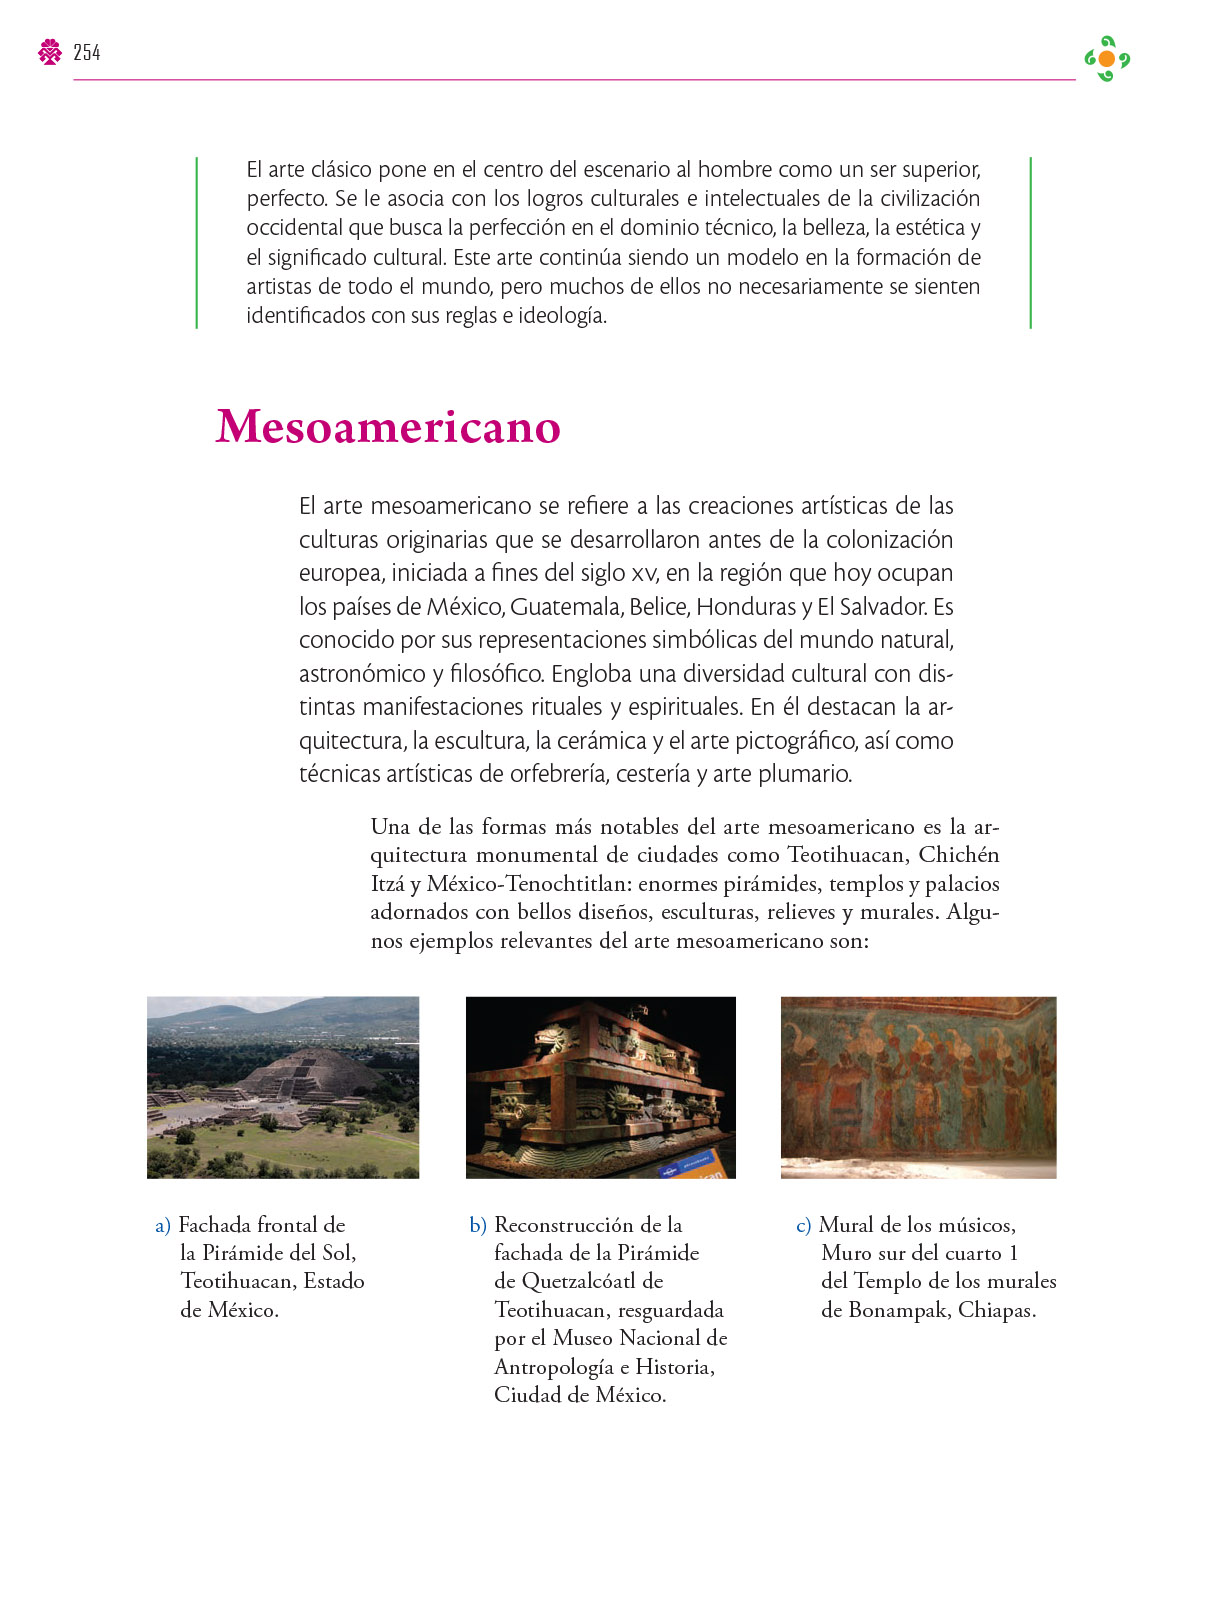 254
El arte clásico pone en el centro del escenario al hombre como un ser superior,
perfecto. Se le asocia con los logros culturales e intelectuales de la civilización
occidental que busca la perfección en el dominio técnico, la belleza, la estética y
el significado cultural. Este arte continúa siendo un modelo en la formación de
artistas de todo el mundo, pero muchos de ellos no necesariamente se sienten
identificados con sus reglas e ideología.
Mesoamericano
El arte mesoamericano se refiere a las creaciones artísticas de las
culturas originarias que se desarrollaron antes de la colonización
europea, iniciada a fines del siglo XV, en la región que hoy ocupan
los países de México, Guatemala, Belice, Honduras y El Salvador. Es
conocido por sus representaciones simbólicas del mundo natural,
astronómico y filosófico. Engloba una diversidad cultural con dis-
tintas manifestaciones rituales y espirituales. En él destacan la ar-
quitectura, la escultura, la cerámica y el arte pictográfico, así como
técnicas artísticas de orfebrería, cestería y arte plumario.
Una de las formas más notables del arte mesoamericano es la ar-
quitectura monumental de ciudades como Teotihuacan, Chichén
Itzá y México-Tenochtitlan: enormes pirámides, templos y palacios
adornados con bellos diseños, esculturas, relieves y murales. Algu-
nos ejemplos relevantes del arte mesoamericano son:
a) Fachada frontal de
la Pirámide del Sol,
Teotihuacan, Estado
de México.
b) Reconstrucción de la
fachada de la Pirámide
de Quetzalcóatl de
Teotihuacan, resguardada
por el Museo Nacional de
Antropología e Historia,
Ciudad de México.
c) Mural de los músicos,
Muro sur del cuarto 1
del Templo de los murales
de Bonampak, Chiapas.